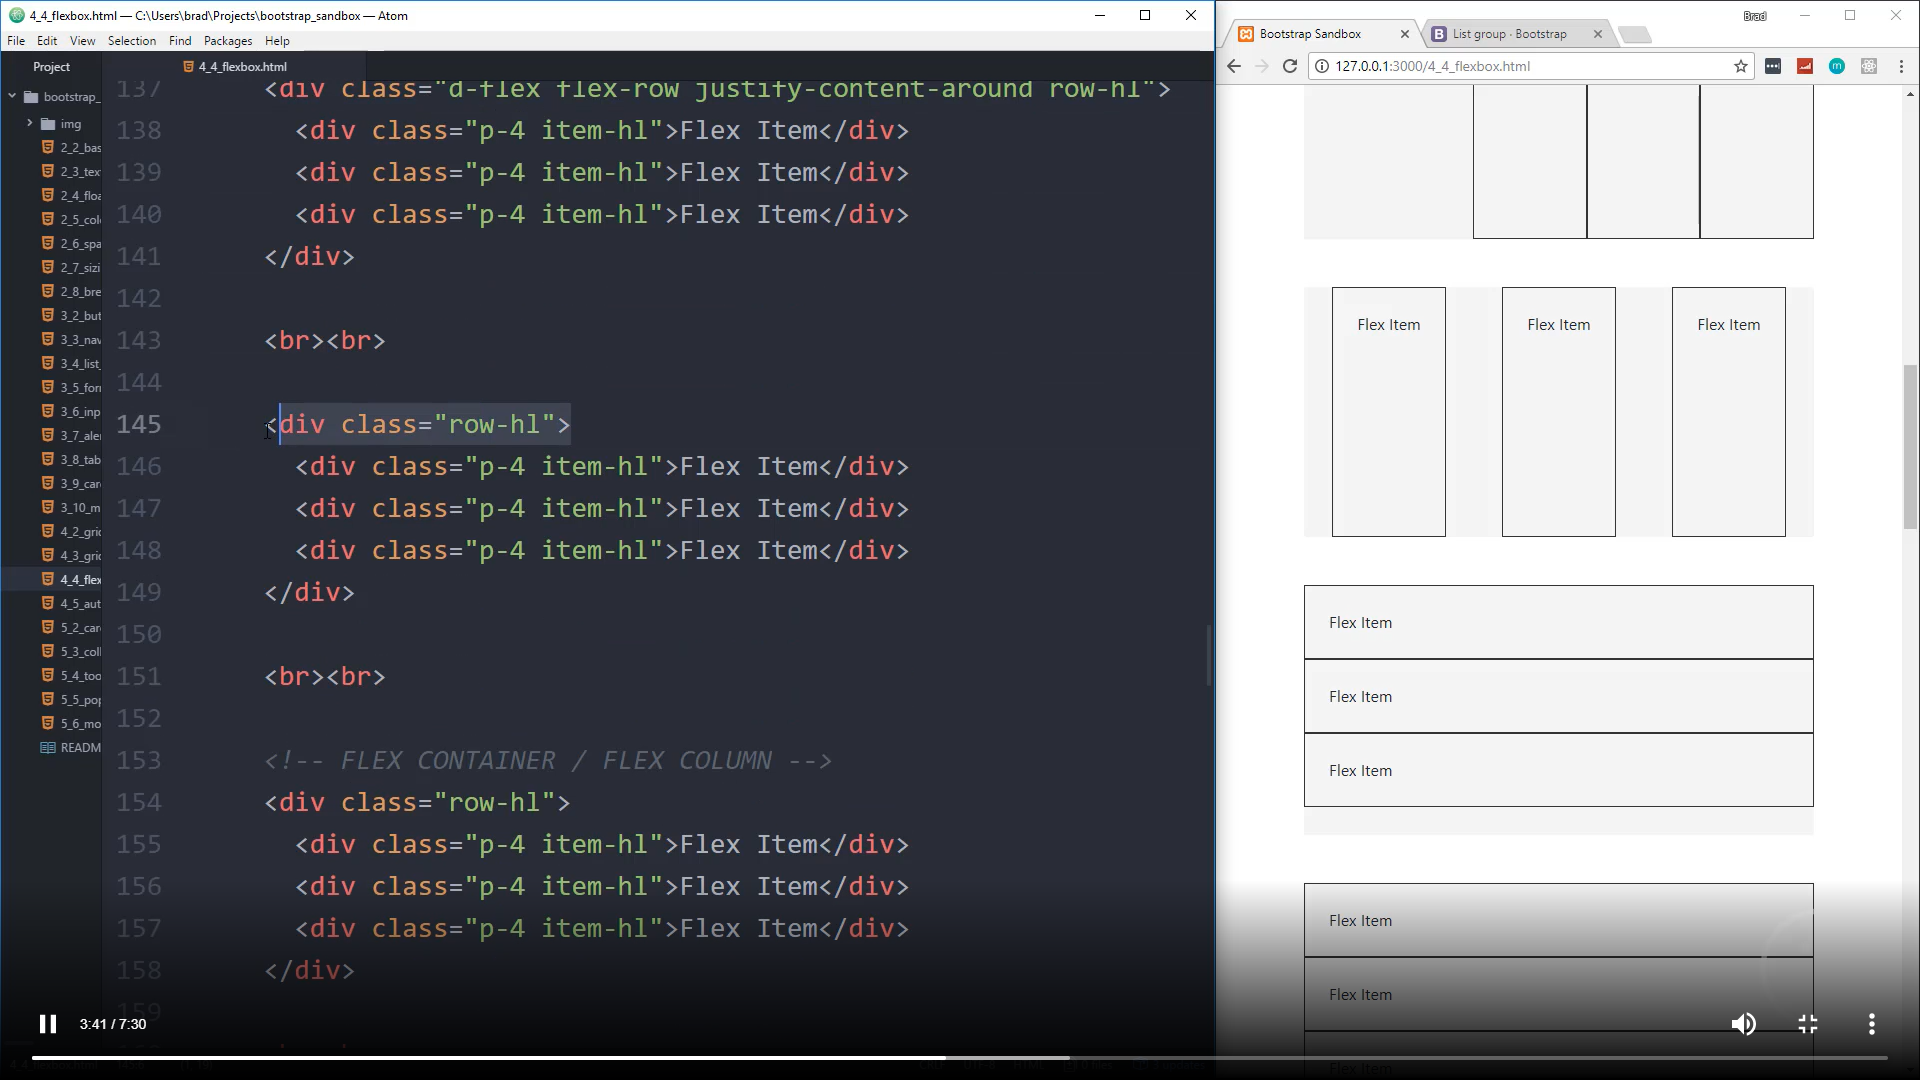 4_4_flexbox.html — C:\Users\brad\Projects\bootstrap_sandbox — Atom
File Edit View Selection Find Packages Help
Project
bootstrap_
img
2_2_bas
2_3_tex
2_4_floa
2_5_col
2_6_spa
2_7_sizi
2_8_bre
3_2_but
3_3_nav
3_4_list_
3_5_for
3_6_inp
3_7_ale
3_8_tab
3_9_car
3_10_m
4_2_grid
4_3_grid
4_4_flex
4_5_aut
5_2_car
5_3_coll
5_4_too
5_5_pop
5_6_mo
README
4_4_flexbox.html
137 <div class="d-flex flex-row justify-content-around row-hl">
138 <div class="p-4 item-hl">Flex Item</div>
139 <div class="p-4 item-hl">Flex Item</div>
140 <div class="p-4 item-hl">Flex Item</div>
141 </div>
142
143 <br><br>
144
145 <div class="row-hl">
146 <div class="p-4 item-hl">Flex Item</div>
147 <div class="p-4 item-hl">Flex Item</div>
148 <div class="p-4 item-hl">Flex Item</div>
149 </div>
150
151 <br><br>
152
153 <!-- FLEX CONTAINER / FLEX COLUMN -->
154 <div class="row-hl">
155 <div class="p-4 item-hl">Flex Item</div>
156 <div class="p-4 item-hl">Flex Item</div>
157 <div class="p-4 item-hl">Flex Item</div>
158 </div>
159
3:41 / 7:30
Brad
Bootstrap Sandbox
List group · Bootstrap
127.0.0.1:3000/4_4_flexbox.html
Flex Item Flex Item Flex Item
Flex Item
Flex Item
Flex Item
Flex Item
Flex Item
Flex Item